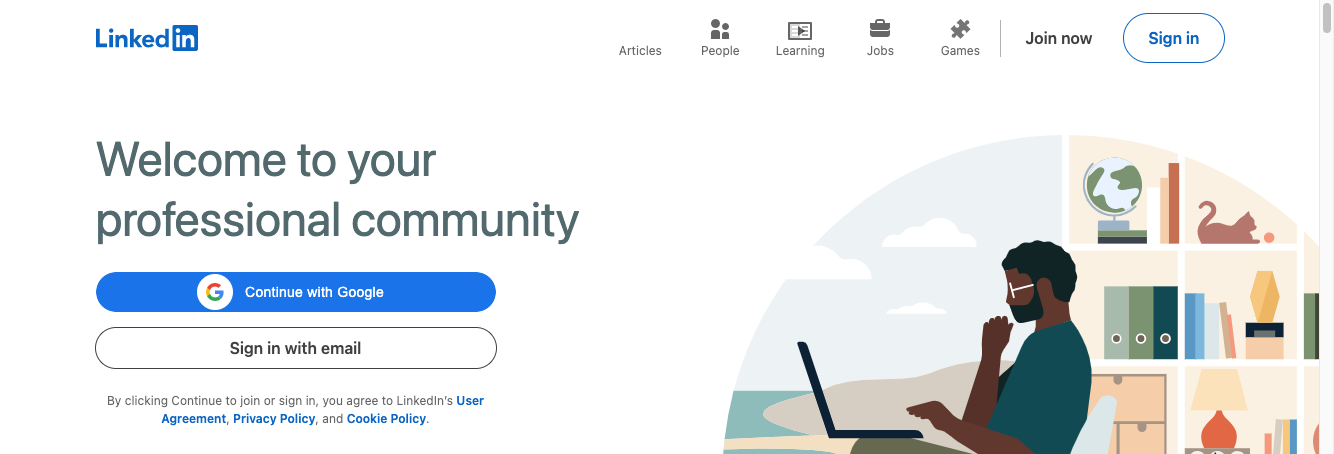 LinkedIn
Articles
People
Learning
Jobs
Games
Join now
Sign in
Welcome to your
professional community
Continue with Google
Sign in with email
By clicking Continue to join or sign in, you agree to LinkedIn's User
Agreement, Privacy Policy, and Cookie Policy.